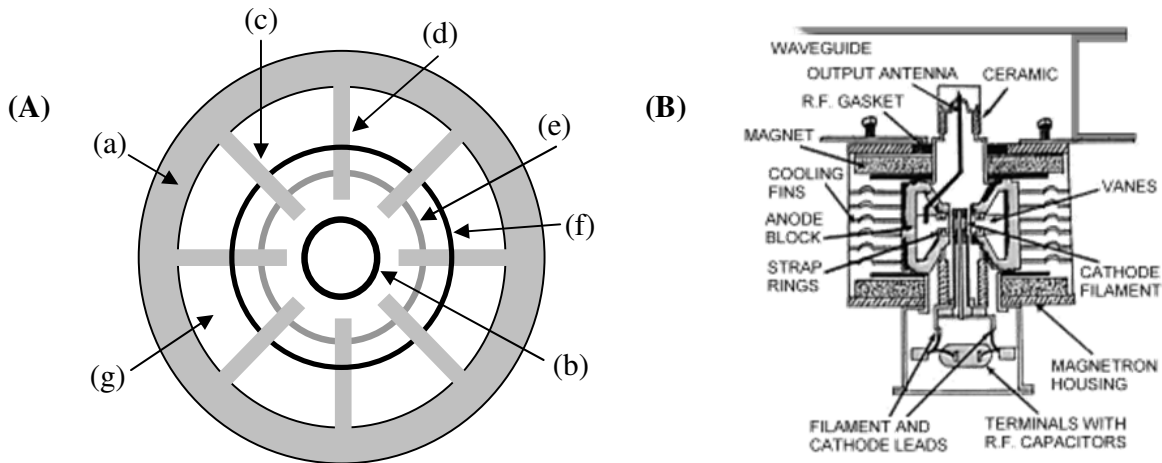 (A)
(c)
(d)
(a)
(e)
(f)
(g)
(b)
(B)
WAVEGUIDE
OUTPUT ANTENNA
CERAMIC
R.F. GASKET
MAGNET
COOLING
FINS
VANES
ANODE
BLOCK
STRAP
RINGS
CATHODE
FILAMENT
MAGNETRON
HOUSING
FILAMENT AND
CATHODE LEADS
TERMINALS WITH
R.F. CAPACITORS